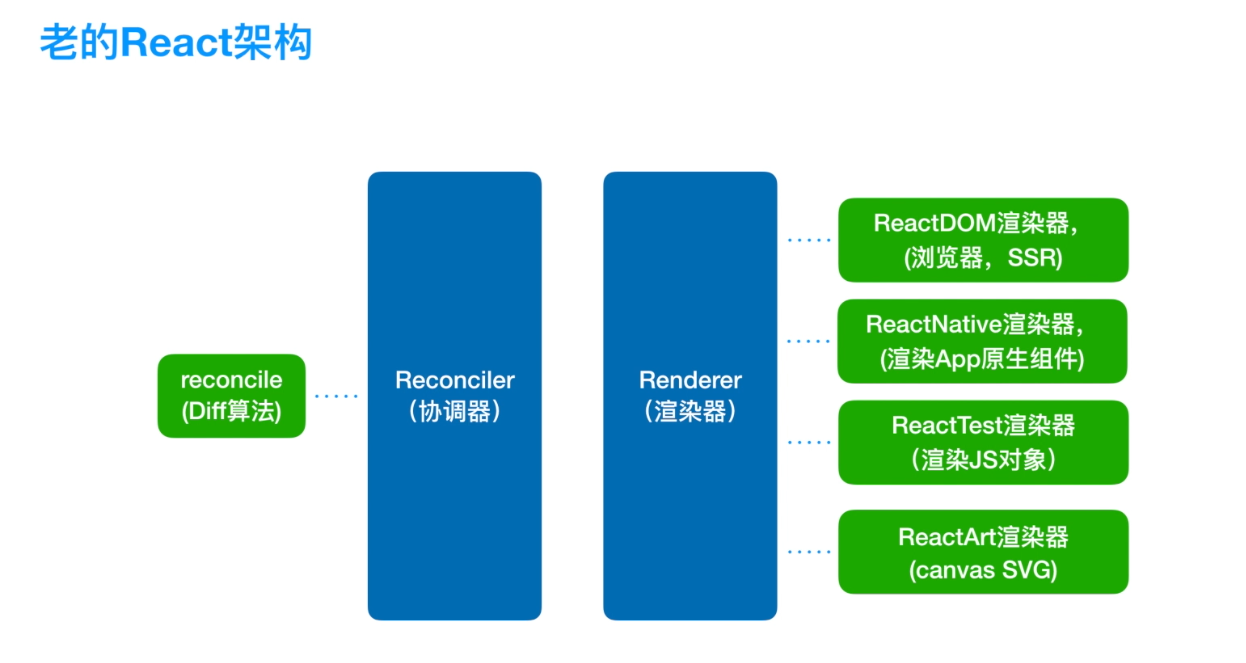 老的React架构
reconcile
(Diff算法)
Reconciler
（协调器）
Renderer
（渲染器）
ReactDOM渲染器，
(浏览器，SSR)
ReactNative渲染器，
(渲染App原生组件)
ReactTest渲染器
（渲染JS对象）
ReactArt渲染器
(canvas SVG)